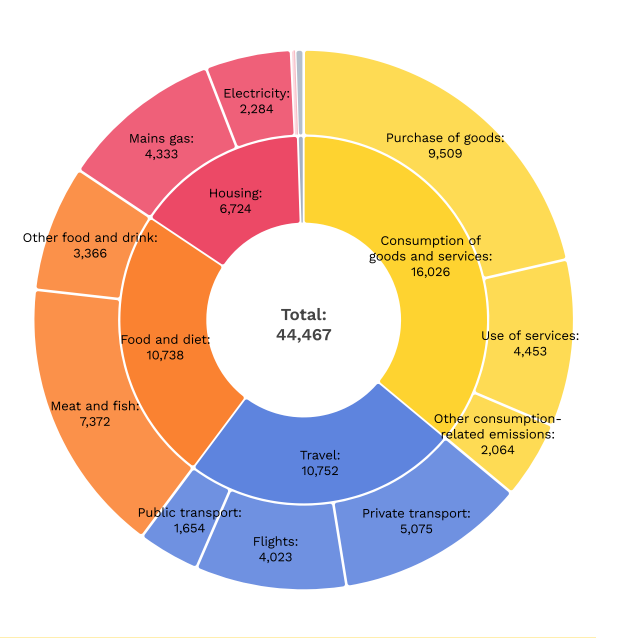 Electricity:
2,284
Purchase of goods:
9,509
Mains gas:
4,333
Housing:
6,724
Other food and drink:
3,366
Consumption of
goods and services:
16,026
Total:
44,467
Food and diet:
10,738
Use of services:
4,453
Meat and fish:
7,372
Other consumption-
related emissions:
2,064
Travel:
10,752
Public transport:
1,654
Private transport:
5,075
Flights:
4,023